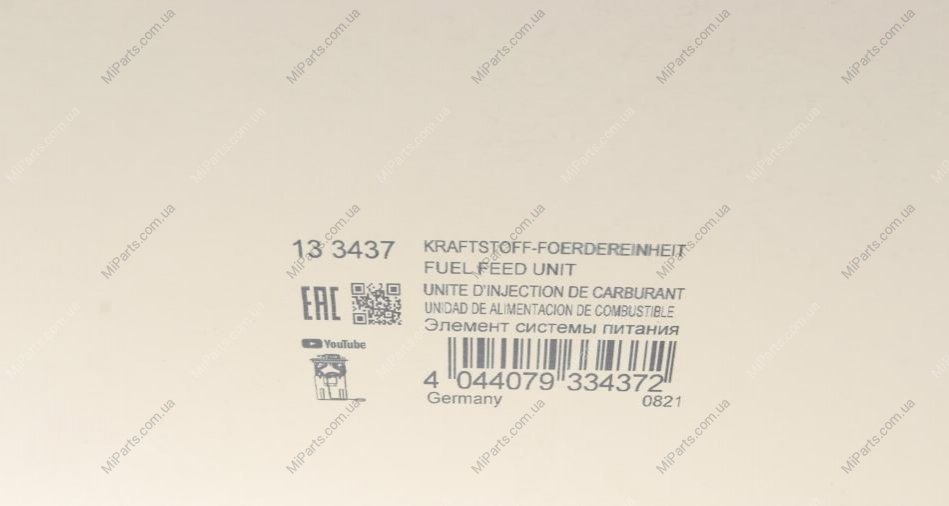 13 3437
KRAFTSTOFF-FOERDEREINHEIT
FUEL FEED UNIT
UNITE D'INJECTION DE CARBURANT
UNIDAD DE ALIMENTACION DE COMBUSTIBLE
Элемент системы питания
EAC
YouTube
4 044079 334372
Germany
0821
MiParts.com.ua